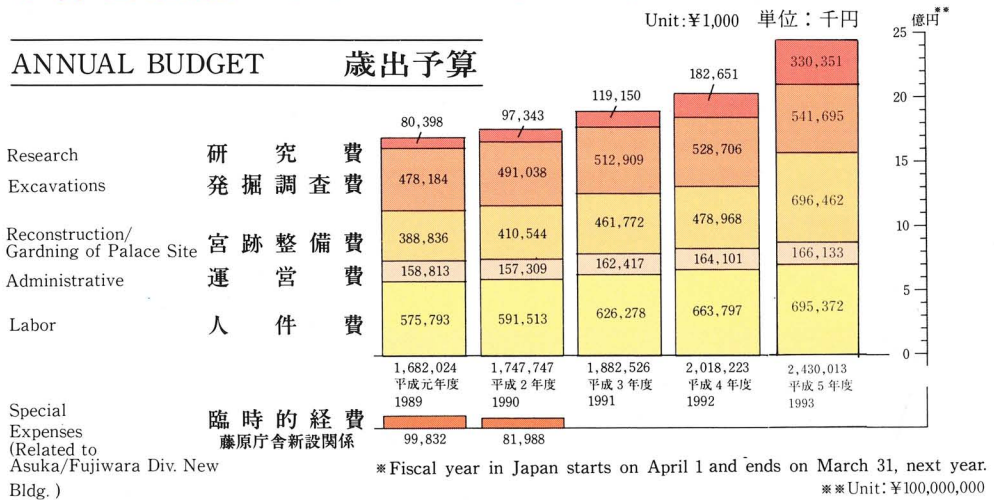 Unit:¥1,000 単位：千円
億円※※
ANNUAL BUDGET 歳出予算
25
20
15
10
5
0
80,398 97,343 119,150 182,651 330,351
Research 研究費
Excavations 発掘調査費
478,184 491,038 512,909 528,706 541,695
Reconstruction/
Gardning of Palace Site 宮跡整備費
388,836 410,544 461,772 478,968 696,462
Administrative 運営費
158,813 157,309 162,417 164,101 166,133
Labor 人件費
575,793 591,513 626,278 663,797 695,372
1,682,024 1,747,747 1,882,526 2,018,223 2,430,013
平成元年度 平成2年度 平成3年度 平成4年度 平成5年度
1989 1990 1991 1992 1993
Special
Expenses
(Related to
Asuka/Fujiwara Div. New
Bldg. )
臨時的経費
藤原庁舎新設関係
99,832 81,988
※Fiscal year in Japan starts on April 1 and ends on March 31, next year.
※※Unit:¥100,000,000